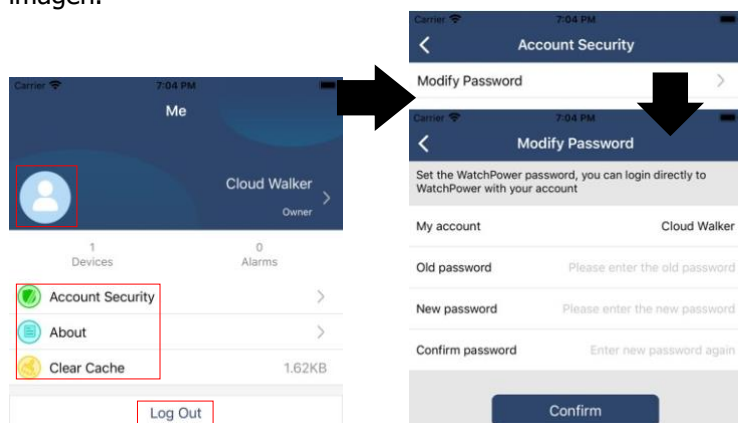 imagen.
Carrier 7:04 PM
Me
Cloud Walker
Owner
1
Devices
0
Alarms
Account Security
About
Clear Cache 1.62KB
Log Out
Carrier 7:04 PM
Account Security
Modify Password
Carrier 7:04 PM
Modify Password
Set the WatchPower password, you can login directly to
WatchPower with your account
My account Cloud Walker
Old password Please enter the old password
New password Please enter the new password
Confirm password Enter new password again
Confirm